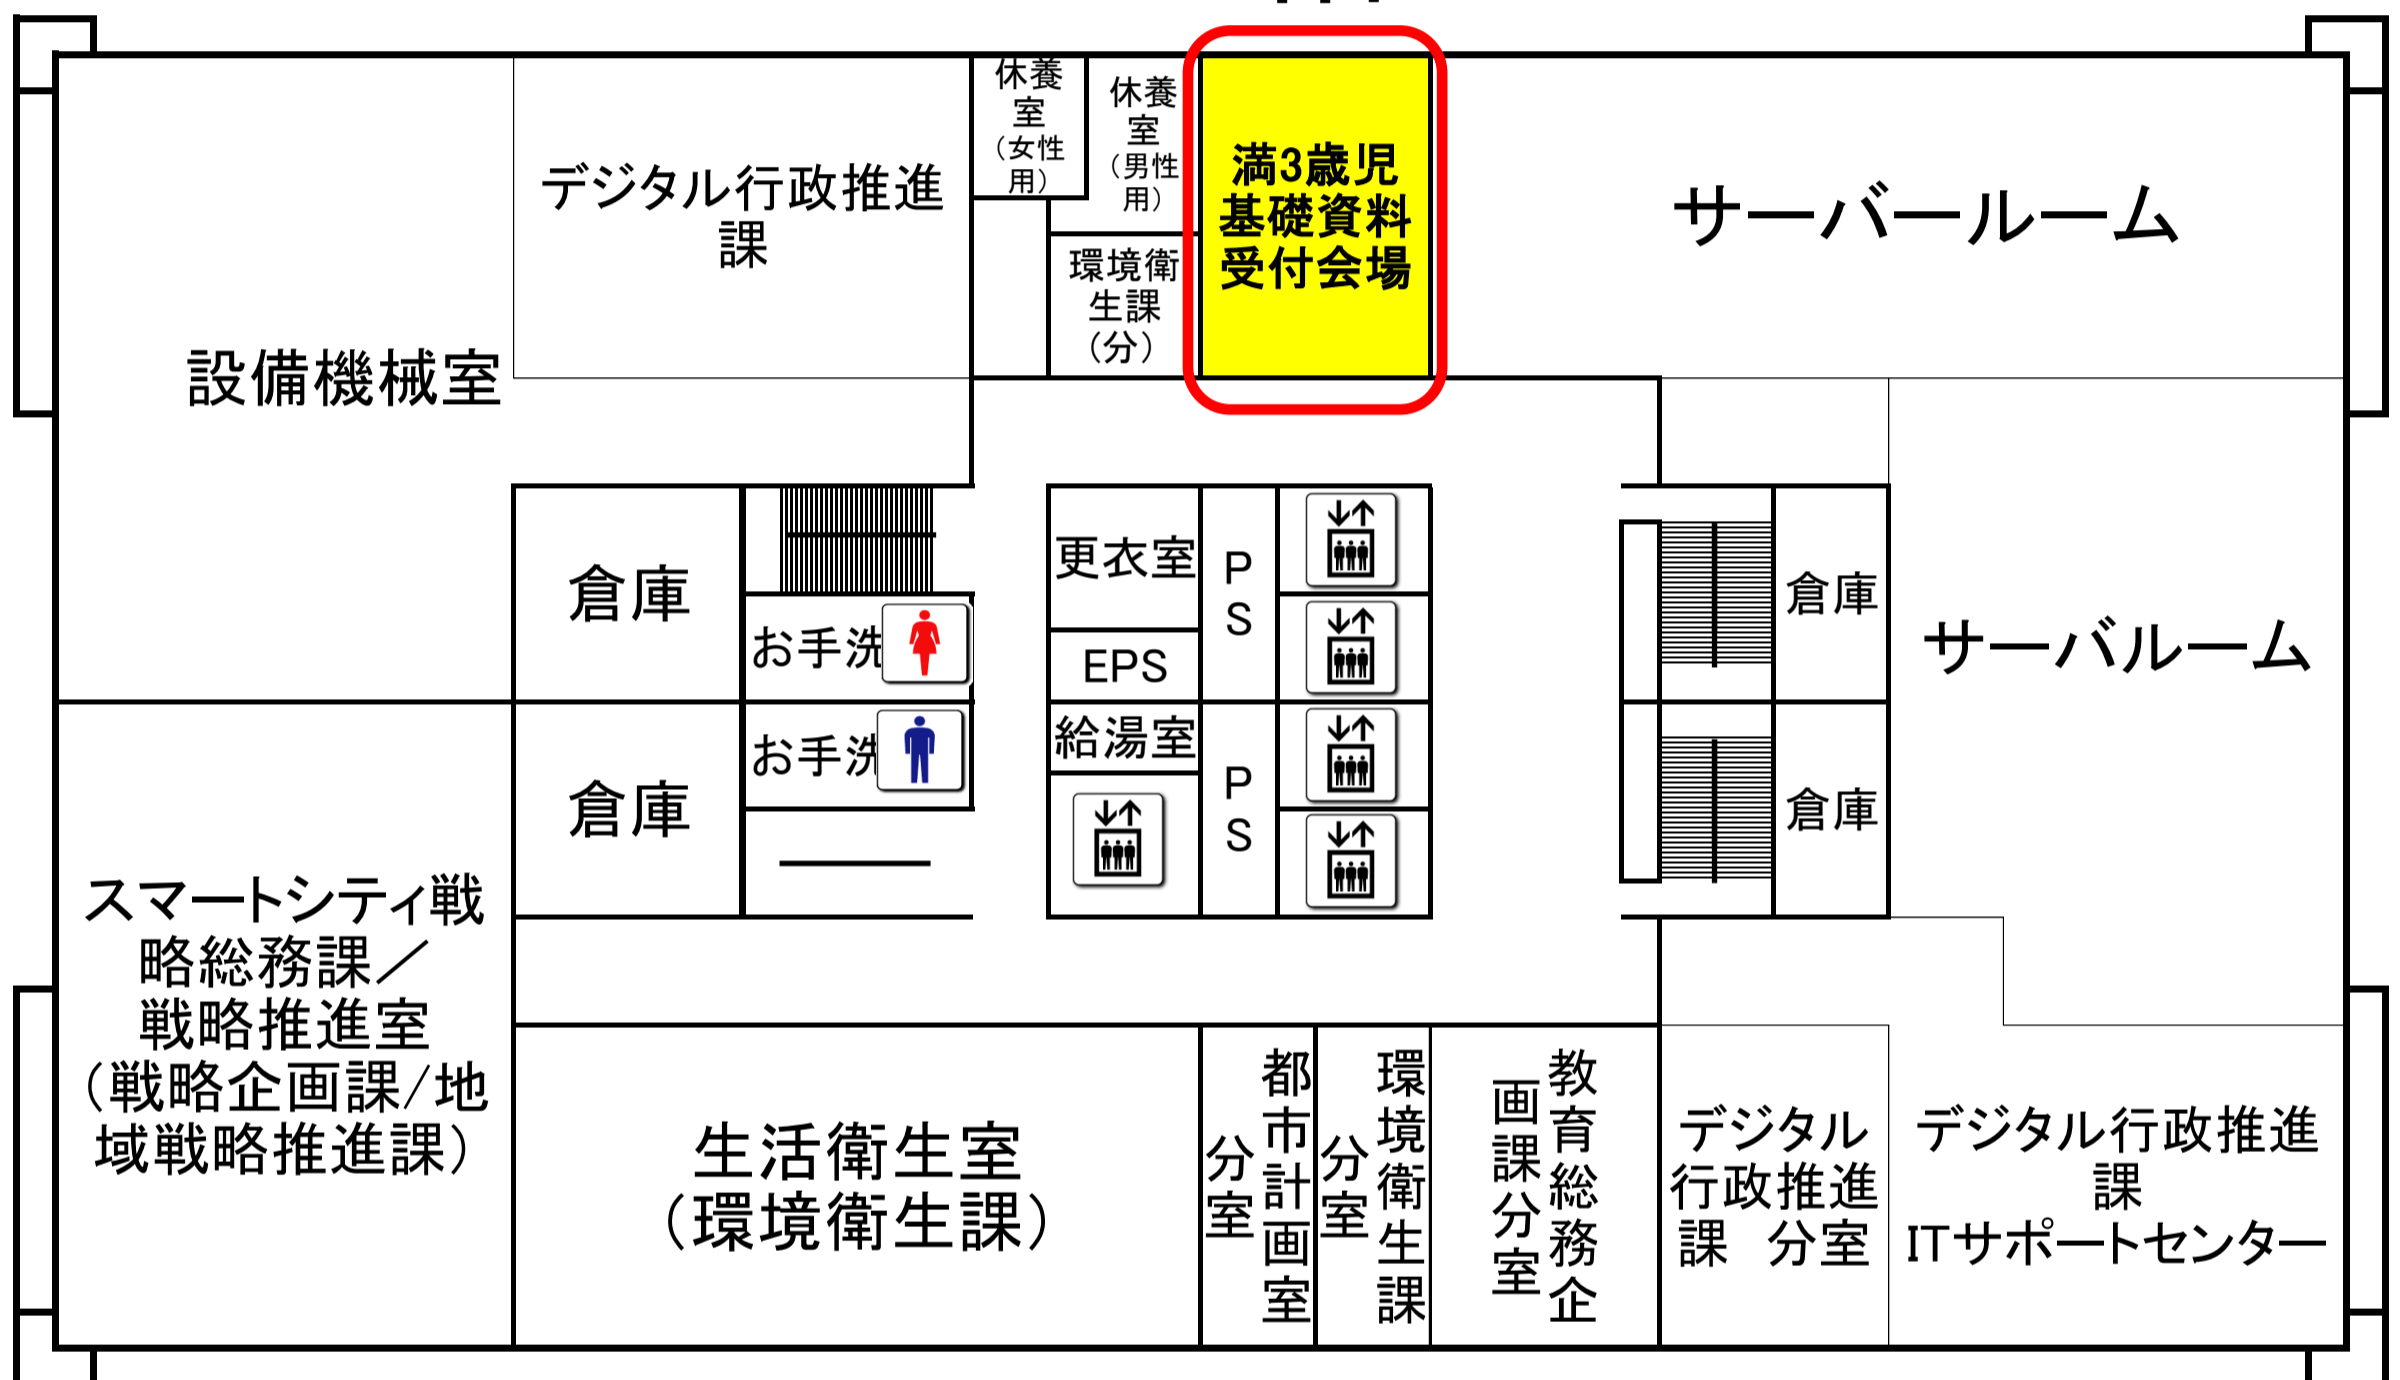 休養
室
（女性
用）
休養
室
（男性
用）
満3歳児
基礎資料
受付会場
サーバールーム
デジタル行政推進
課
環境衛
生課
（分）
設備機械室
倉庫
お手洗
更衣室
EPS
PS
倉庫
サーバルーム
倉庫
お手洗
給湯室
PS
倉庫
スマートシティ戦
略総務課／
戦略推進室
（戦略企画課/地
域戦略推進課）
生活衛生室
（環境衛生課）
都市計画室
分室
環境衛生課
分室
教育総務企
画課分室
デジタル
行政推進
課　分室
デジタル行政推進
課
ITサポートセンター